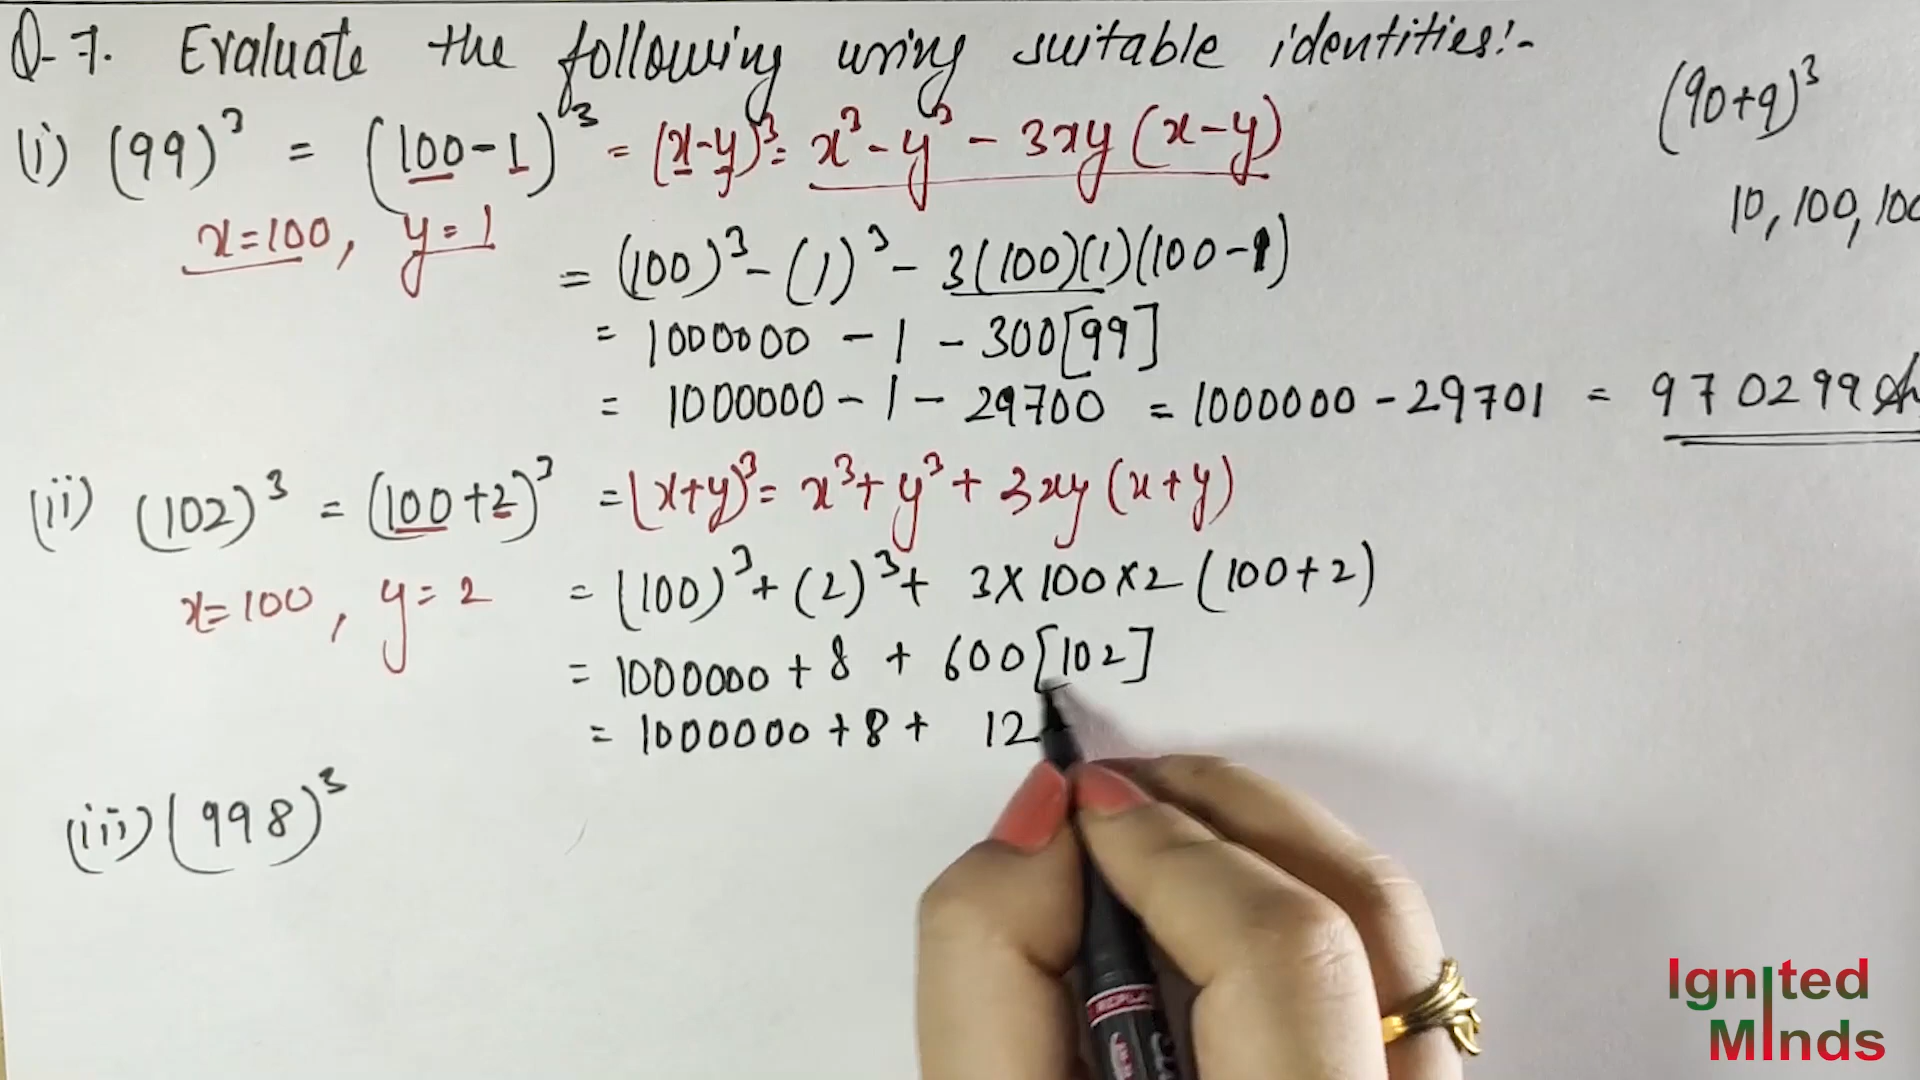 Q-7. Evaluate the following using suitable identities:-
(i) (99)³ = (100-1)³ = (x-y)³= x³-y³ - 3xy (x-y)
(90+9)³
10, 100, 100
x=100, y=1
= (100)³ - (1)³ - 3(100)(1)(100-1)
= 1000000 - 1 - 300[99]
= 1000000 - 1 - 29700 = 1000000 - 29701 = 970299
(ii) (102)³ = (100+2)³ = (x+y)³= x³+ y³ + 3xy (x+y)
x=100, y=2
= (100)³ + (2)³ + 3×100×2 (100+2)
= 1000000 + 8 + 600[102]
= 1000000 + 8 + 12
(iii) (998)³
Ignited
Minds